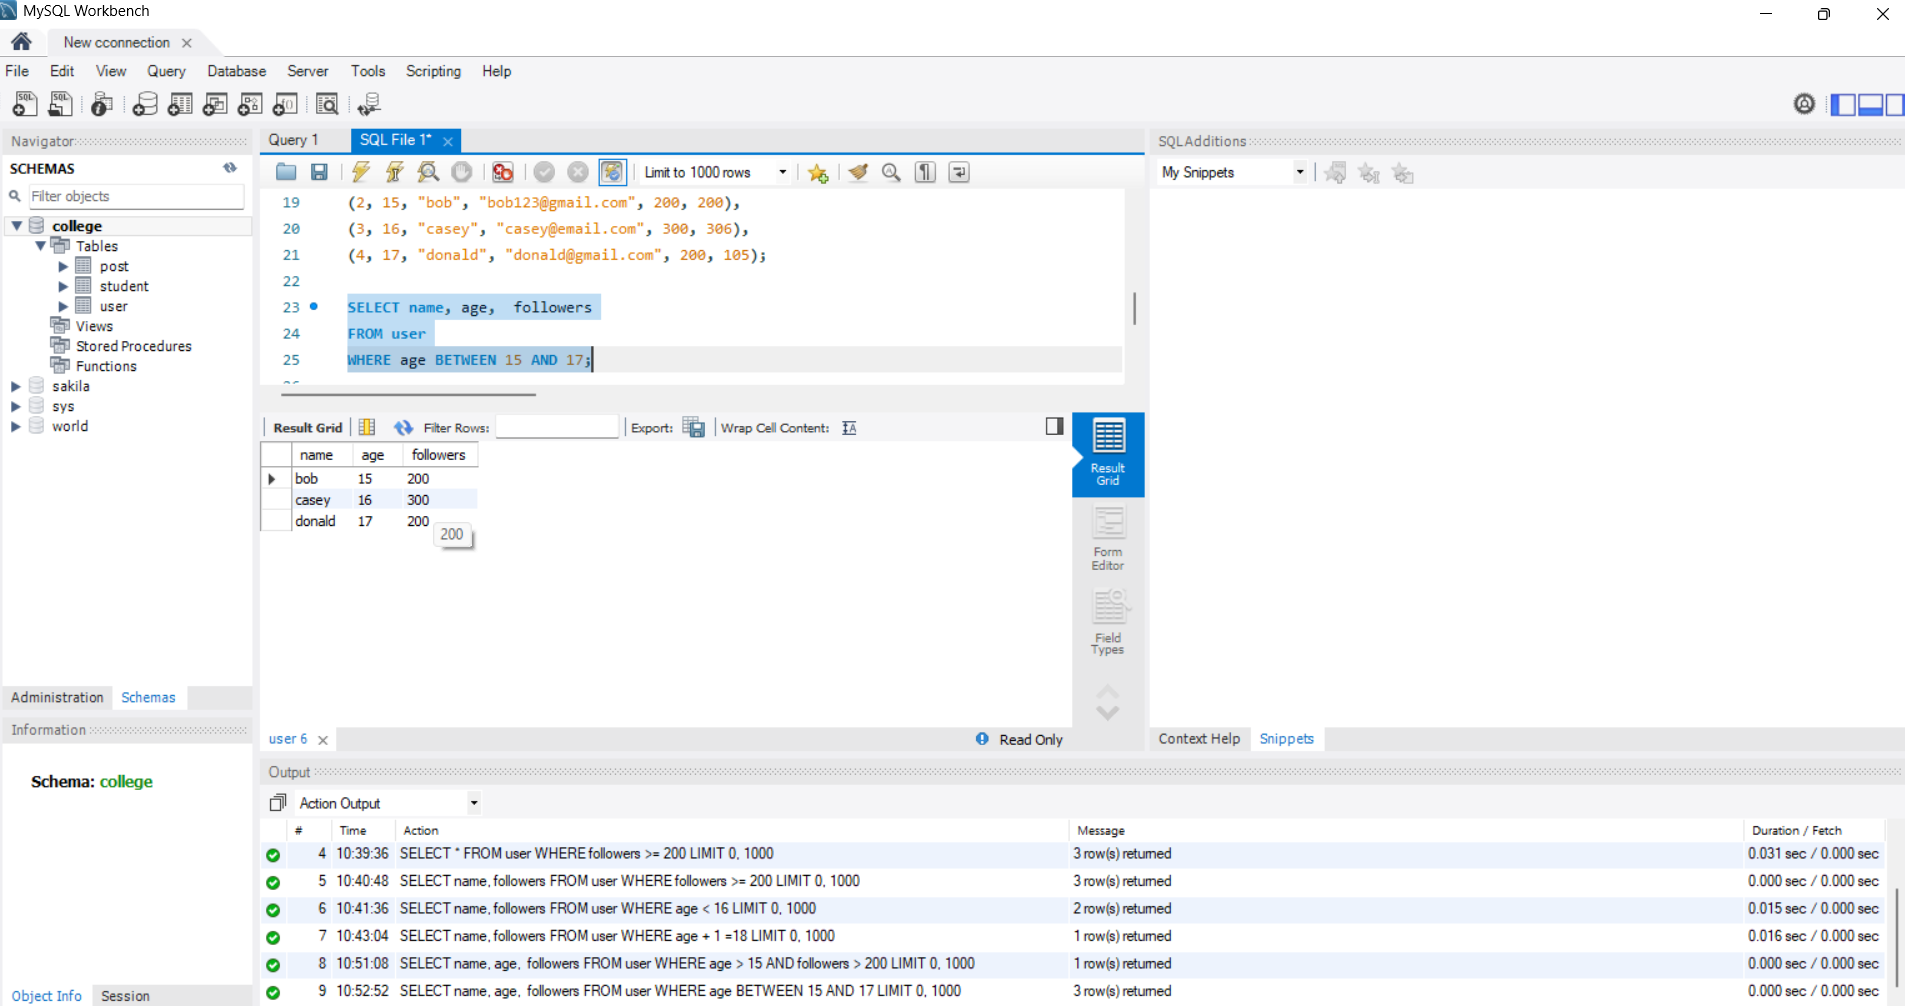 MySQL Workbench
New cconnection
File Edit View Query Database Server Tools Scripting Help
Navigator
SCHEMAS
Filter objects
college
Tables
post
student
user
Views
Stored Procedures
Functions
sakila
sys
world
Administration Schemas
Information
Schema: college
Object Info Session
Query 1 SQL File 1*
Limit to 1000 rows
19 (2, 15, "bob", "bob123@gmail.com", 200, 200),
20 (3, 16, "casey", "casey@email.com", 300, 306),
21 (4, 17, "donald", "donald@gmail.com", 200, 105);
22
23 SELECT name, age,  followers
24 FROM user
25 WHERE age BETWEEN 15 AND 17;
Result Grid Filter Rows: Export: Wrap Cell Content:
name age followers
bob 15 200
casey 16 300
donald 17 200
200
Result Grid
Form Editor
Field Types
user 6 Read Only
SQLAdditions
My Snippets
Context Help Snippets
Output
Action Output
# Time Action Message Duration / Fetch
4 10:39:36 SELECT * FROM user WHERE followers >= 200 LIMIT 0, 1000 3 row(s) returned 0.031 sec / 0.000 sec
5 10:40:48 SELECT name, followers FROM user WHERE followers >= 200 LIMIT 0, 1000 3 row(s) returned 0.000 sec / 0.000 sec
6 10:41:36 SELECT name, followers FROM user WHERE age < 16 LIMIT 0, 1000 2 row(s) returned 0.015 sec / 0.000 sec
7 10:43:04 SELECT name, followers FROM user WHERE age + 1 =18 LIMIT 0, 1000 1 row(s) returned 0.016 sec / 0.000 sec
8 10:51:08 SELECT name, age,  followers FROM user WHERE age > 15 AND followers > 200 LIMIT 0, 1000 1 row(s) returned 0.000 sec / 0.000 sec
9 10:52:52 SELECT name, age,  followers FROM user WHERE age BETWEEN 15 AND 17 LIMIT 0, 1000 3 row(s) returned 0.000 sec / 0.000 sec